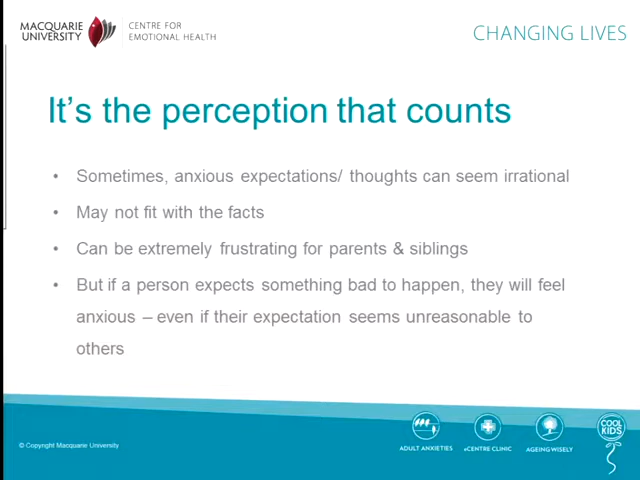 MACQUARIE
UNIVERSITY
CENTRE FOR
EMOTIONAL HEALTH
CHANGING LIVES
It's the perception that counts
• Sometimes, anxious expectations/ thoughts can seem irrational
• May not fit with the facts
• Can be extremely frustrating for parents & siblings
• But if a person expects something bad to happen, they will feel
anxious – even if their expectation seems unreasonable to
others
© Copyright Macquarie University
ADULT ANXIETIES
eCENTRE CLINIC
AGEING WISELY
COOL
KIDS